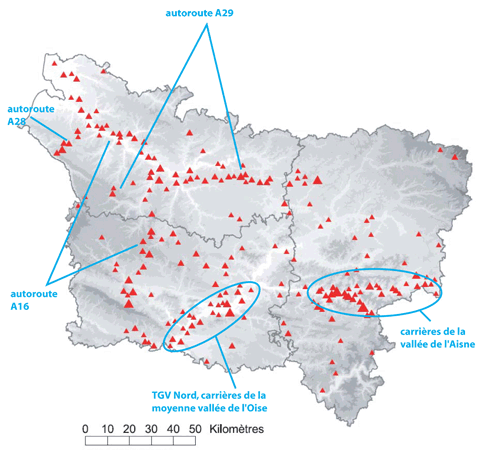 autoroute A29
autoroute
A28
autoroute
A16
carrières de la
vallée de l'Aisne
TGV Nord, carrières de la
moyenne vallée de l'Oise
0 10 20 30 40 50 Kilomètres